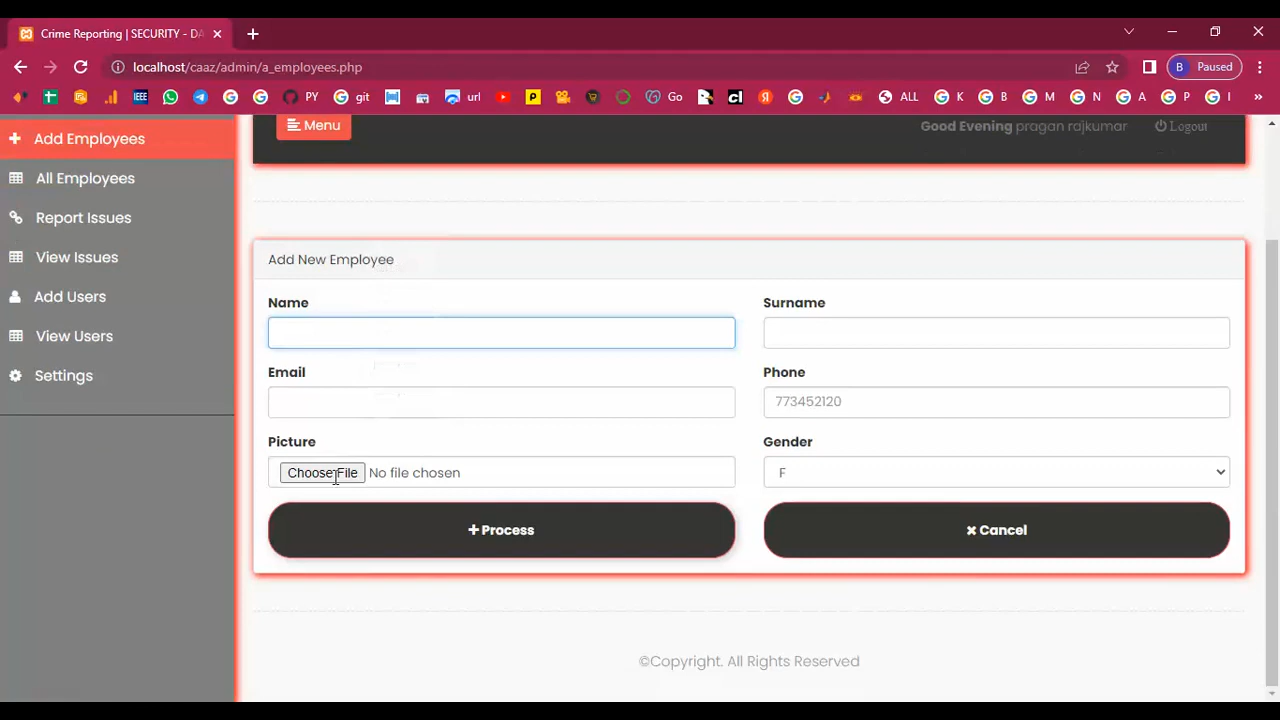 Crime Reporting | SECURITY - DA
localhost/caaz/admin/a_employees.php
B Paused
PY git url P Go cl Я ALL K B M N A P I »
Add Employees
All Employees
Report Issues
View Issues
Add Users
View Users
Settings
Menu
Good Evening pragan rajkumar Logout
Add New Employee
Name Surname
Email Phone
773452120
Picture Gender
Choose File No file chosen F
Process Cancel
©Copyright. All Rights Reserved